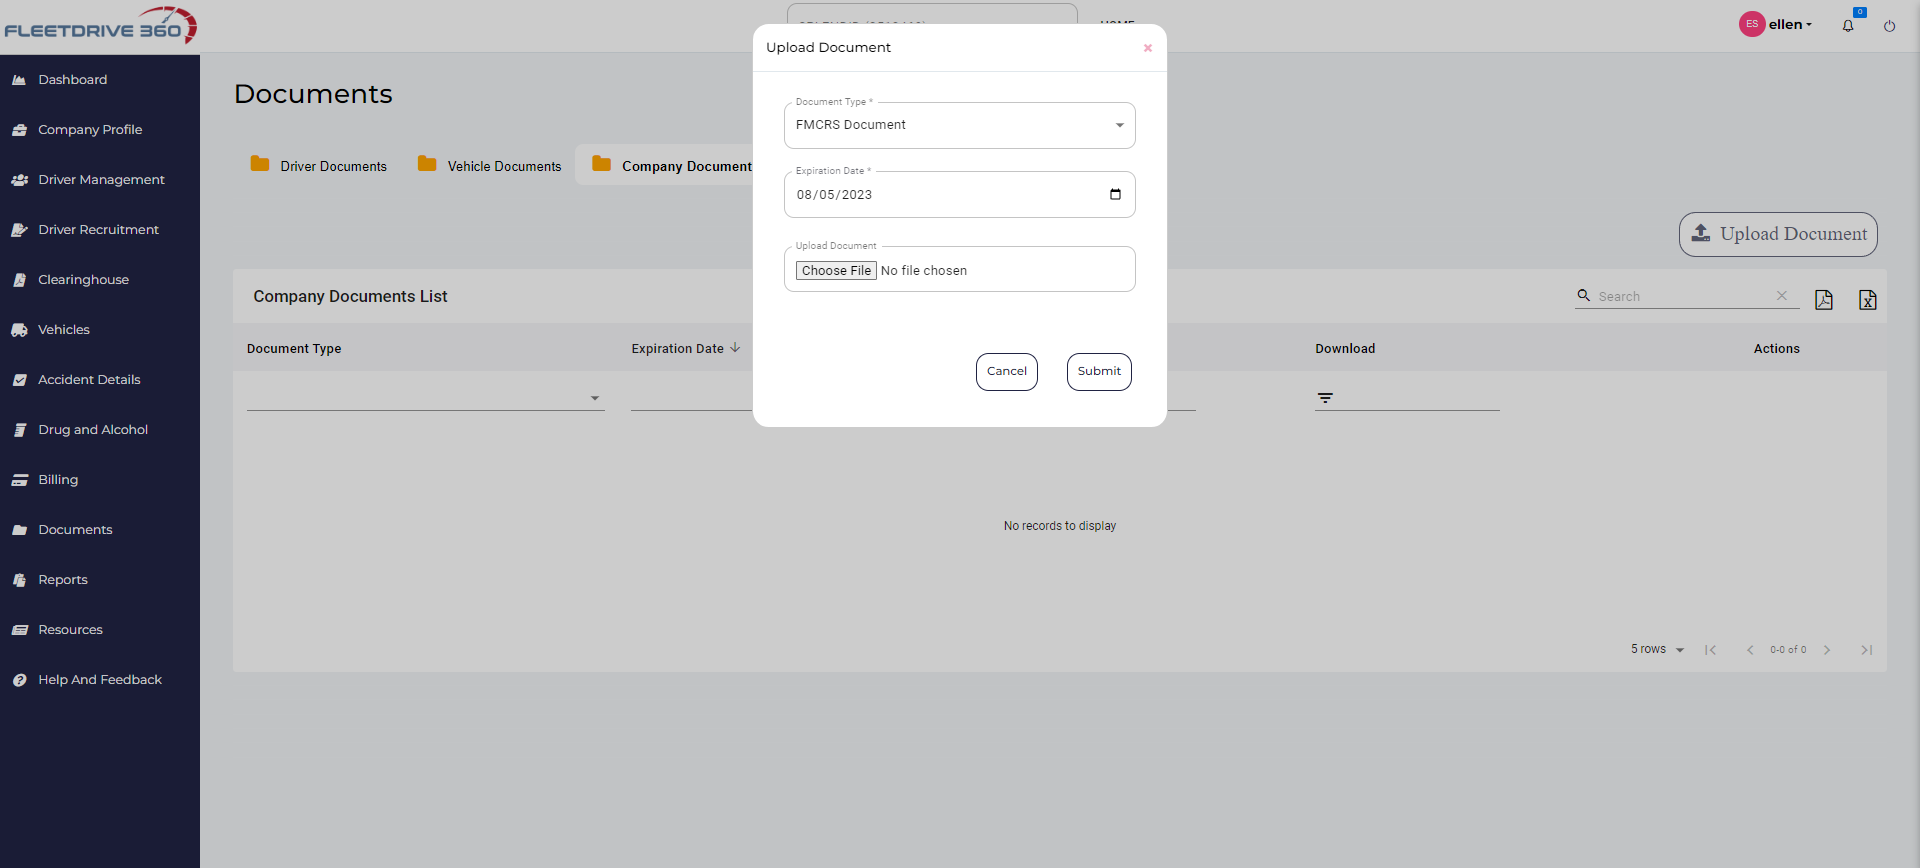 FLEETDRIVE 360
HOME
ES ellen
0
Dashboard
Company Profile
Driver Management
Driver Recruitment
Clearinghouse
Vehicles
Accident Details
Drug and Alcohol
Billing
Documents
Reports
Resources
Help And Feedback
Documents
Driver Documents
Vehicle Documents
Company Document
Upload Document
Company Documents List
Search
Document Type
Expiration Date
Download
Actions
No records to display
5 rows
0-0 of 0
Upload Document
×
Document Type *
FMCRS Document
Expiration Date *
08/05/2023
Upload Document
Choose File No file chosen
Cancel
Submit